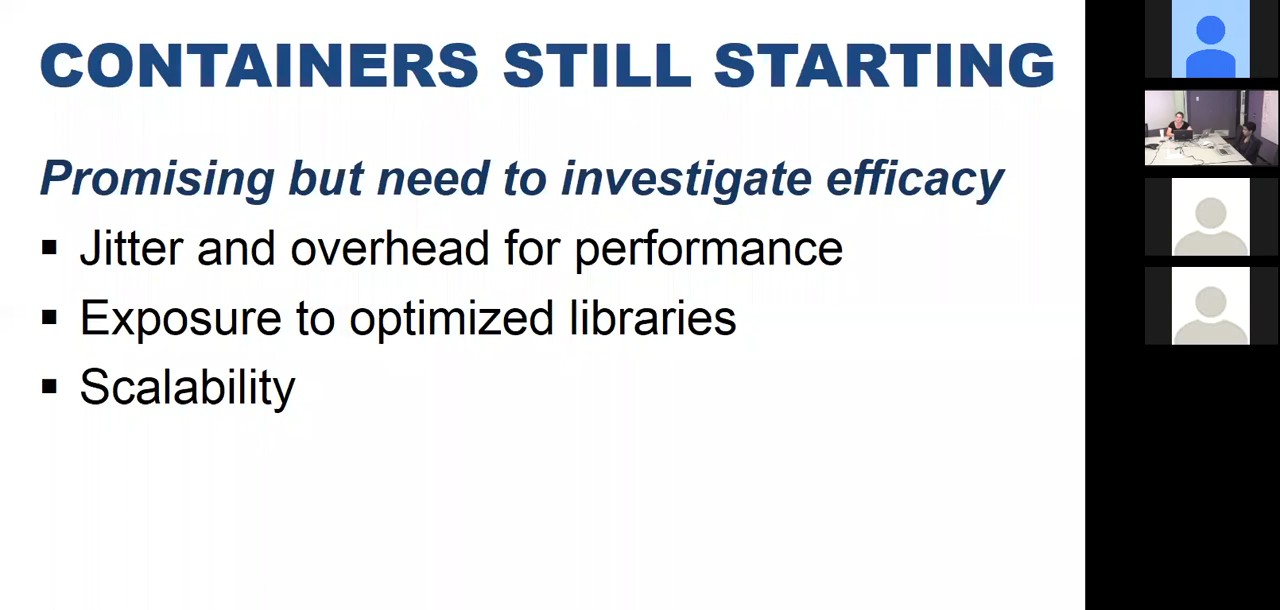 CONTAINERS STILL STARTING
Promising but need to investigate efficacy
▪ Jitter and overhead for performance
▪ Exposure to optimized libraries
▪ Scalability